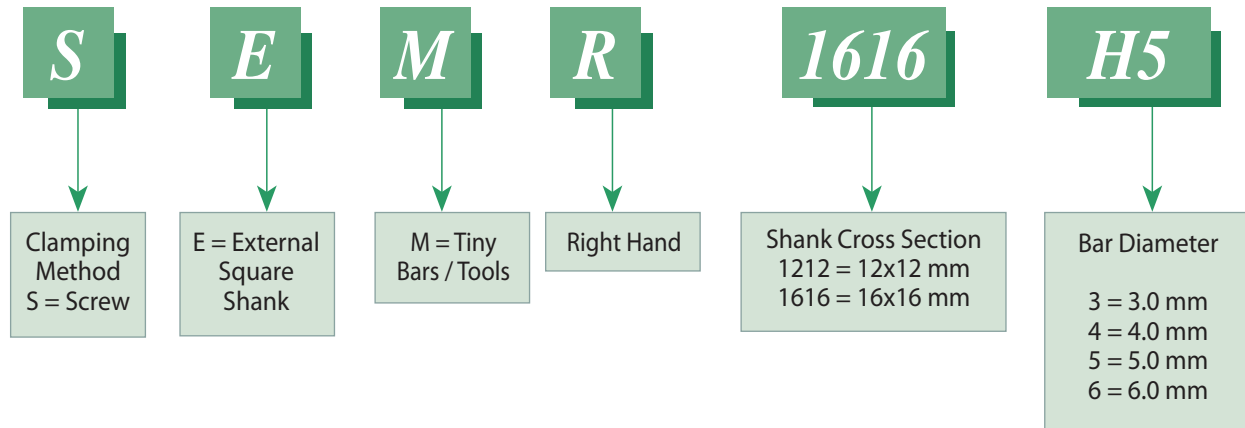 S
E
M
R
1616
H5
Clamping
Method
S = Screw
E = External
Square
Shank
M = Tiny
Bars / Tools
Right Hand
Shank Cross Section
1212 = 12x12 mm
1616 = 16x16 mm
Bar Diameter
3 = 3.0 mm
4 = 4.0 mm
5 = 5.0 mm
6 = 6.0 mm